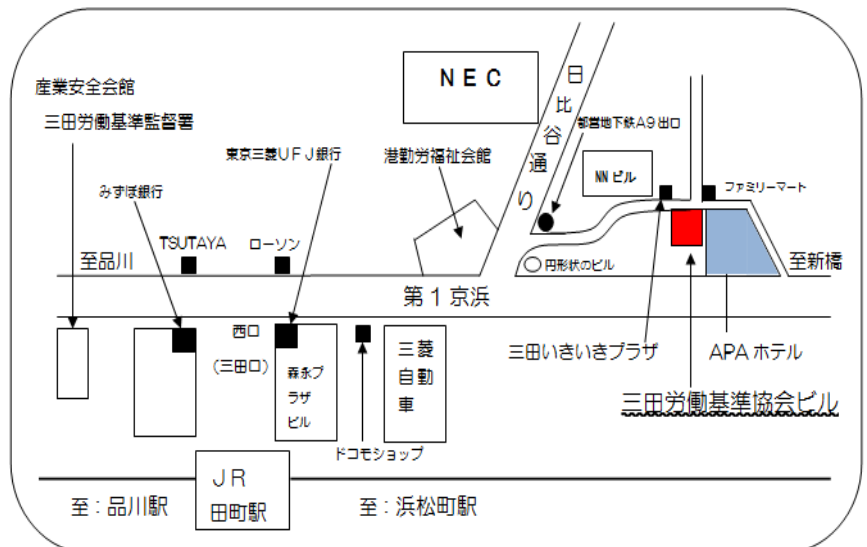 産業安全会館
三田労働基準監督署
NEC
日比谷通り
都営地下鉄A9出口
東京三菱UFJ銀行
港勤労福祉会館
NNビル
ファミリーマート
みずほ銀行
TSUTAYA
ローソン
至品川
円形状のビル
至新橋
第1京浜
西口
(三田口)
森永プ
ラザ
ビル
三菱
自動
車
三田いきいきプラザ
APAホテル
三田労働基準協会ビル
ドコモショップ
JR
田町駅
至:品川駅
至:浜松町駅